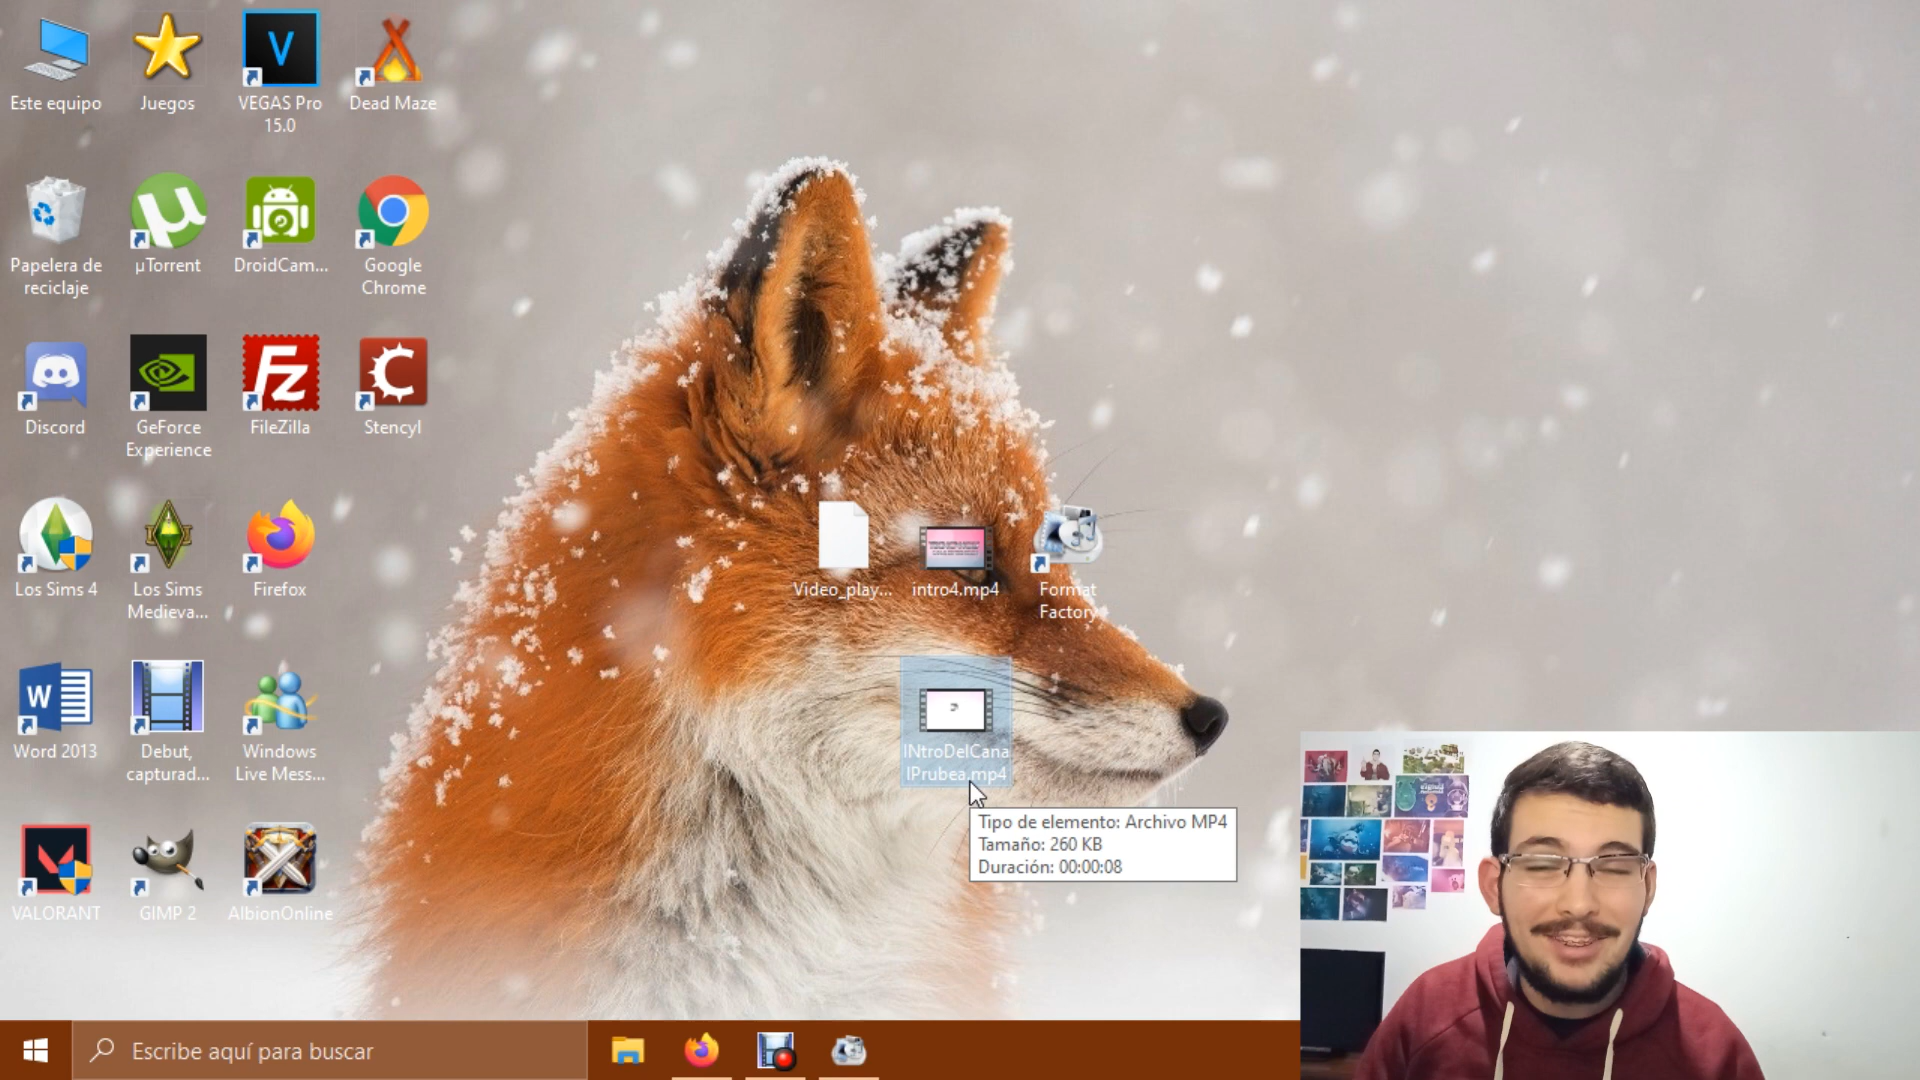 Este equipo
Juegos
VEGAS Pro
15.0
Dead Maze
Papelera de
reciclaje
µTorrent
DroidCam...
Google
Chrome
Discord
GeForce
Experience
FileZilla
Stencyl
Los Sims 4
Los Sims
Medieva...
Firefox
Video_play...
intro4.mp4
Format
Factory
Word 2013
Debut,
capturad...
Windows
Live Mess...
INtroDelCana
lPrubea.mp4
Tipo de elemento: Archivo MP4
Tamaño: 260 KB
Duración: 00:00:08
VALORANT
GIMP 2
AlbionOnline
Escribe aquí para buscar